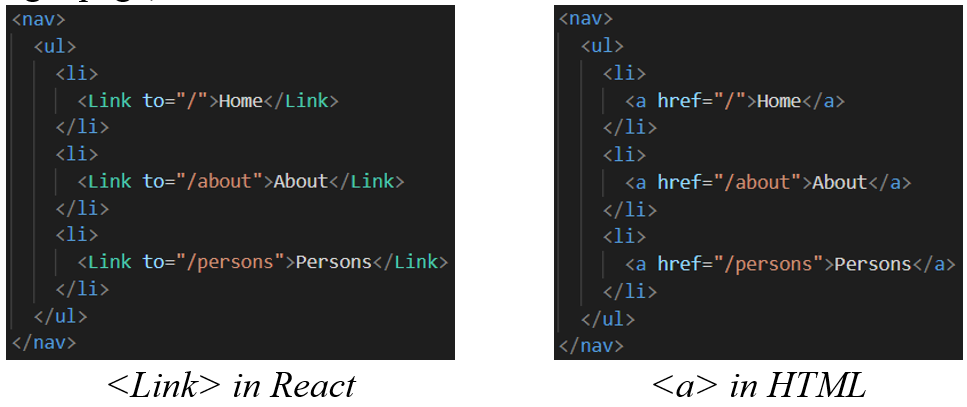 <nav>
<ul>
<li>
<Link to="/">Home</Link>
</li>
<li>
<Link to="/about">About</Link>
</li>
<li>
<Link to="/persons">Persons</Link>
</li>
</ul>
</nav>
<Link> in React
<nav>
<ul>
<li>
<a href="/">Home</a>
</li>
<li>
<a href="/about">About</a>
</li>
<li>
<a href="/persons">Persons</a>
</li>
</ul>
</nav>
<a> in HTML